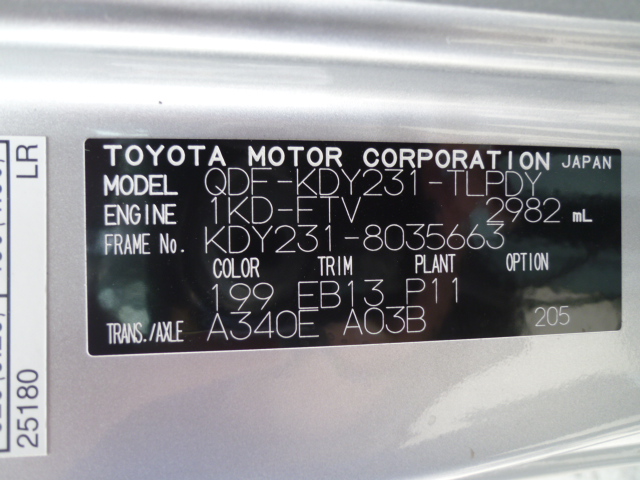 TOYOTA MOTOR CORPORATION JAPAN
MODEL QDF-KDY231-TLPDY
ENGINE 1KD-FTV 2982 mL
FRAME No. KDY231-8035663
COLOR TRIM PLANT OPTION
199 EB13 P11
TRANS./AXLE A340E A03B 205
LR
25180